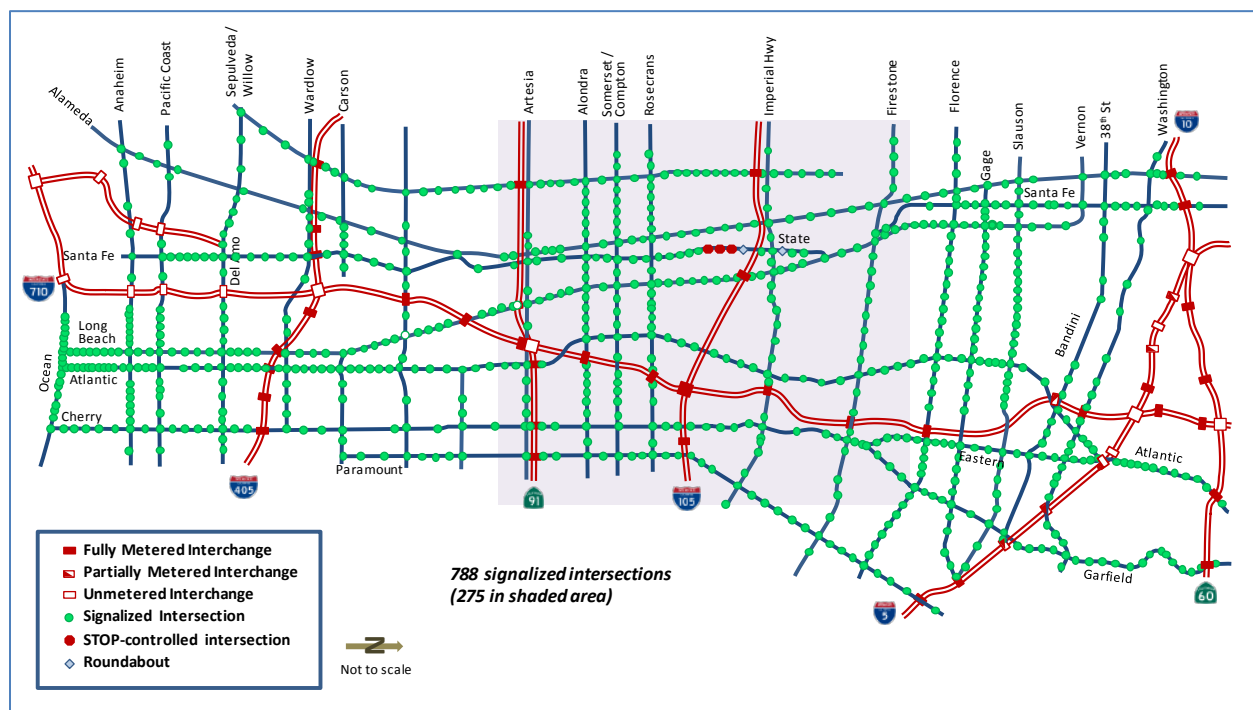 Alameda
Anaheim
Pacific Coast
Sepulveda /
Willow
Wardlow
Carson
Artesia
Alondra
Somerset /
Compton
Rosecrans
Imperial Hwy
Firestone
Florence
Gage
Slauson
Vernon
38th St
Washington
10
Santa Fe
Santa Fe
Del Amo
State
710
Long
Beach
Atlantic
Ocean
Cherry
Bandini
Paramount
Eastern
Atlantic
405
91
105
Garfield
5
60
Fully Metered Interchange
Partially Metered Interchange
Unmetered Interchange
Signalized Intersection
STOP-controlled intersection
Roundabout
788 signalized intersections
(275 in shaded area)
N
Not to scale